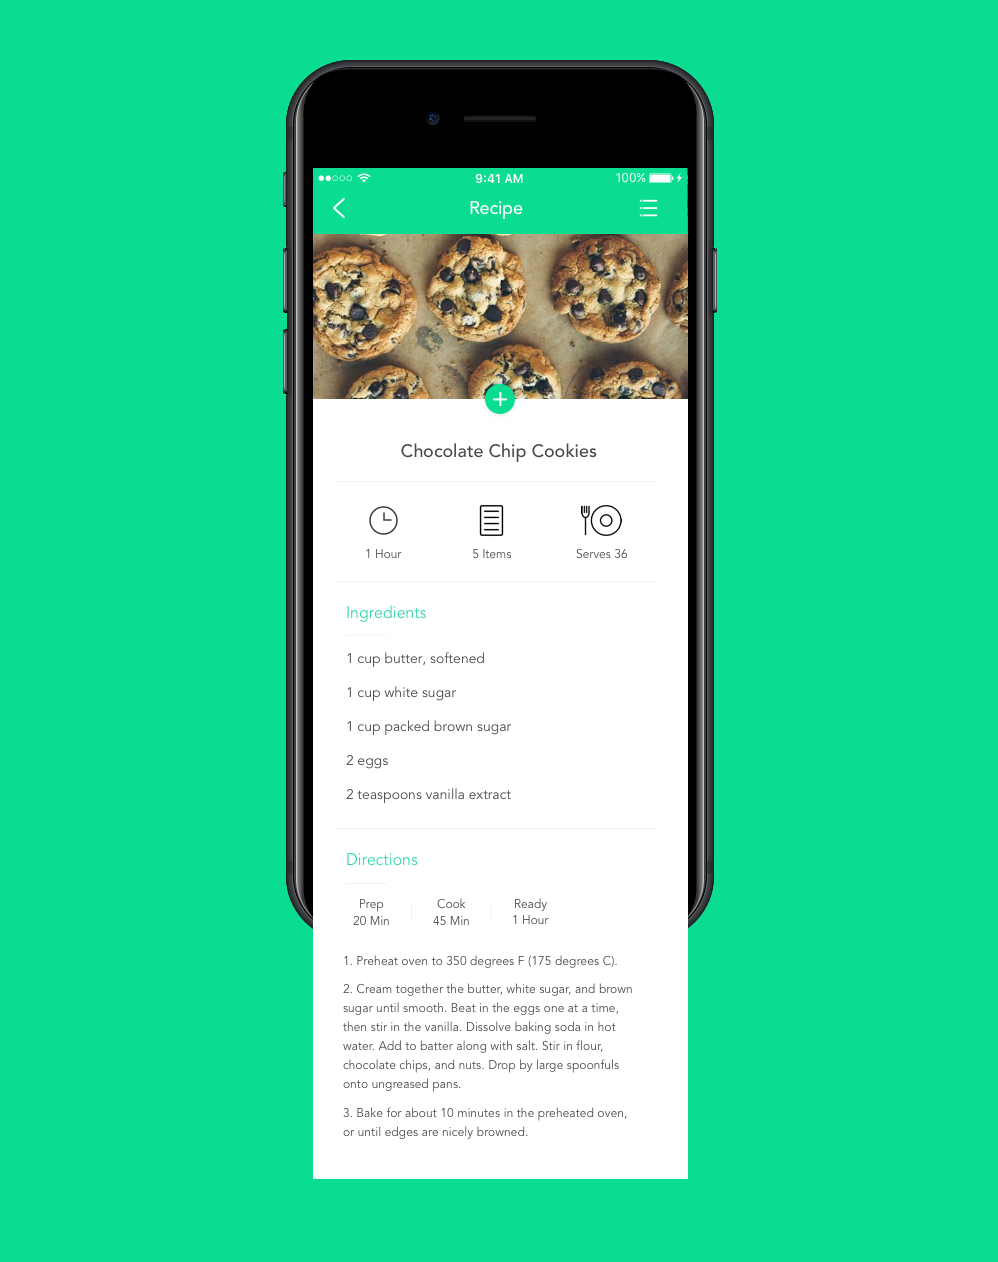 9:41 AM
100%
Recipe
Chocolate Chip Cookies
1 Hour
5 Items
Serves 36
Ingredients
1 cup butter, softened
1 cup white sugar
1 cup packed brown sugar
2 eggs
2 teaspoons vanilla extract
Directions
Prep
20 Min
Cook
45 Min
Ready
1 Hour
1. Preheat oven to 350 degrees F (175 degrees C).
2. Cream together the butter, white sugar, and brown
sugar until smooth. Beat in the eggs one at a time,
then stir in the vanilla. Dissolve baking soda in hot
water. Add to batter along with salt. Stir in flour,
chocolate chips, and nuts. Drop by large spoonfuls
onto ungreased pans.
3. Bake for about 10 minutes in the preheated oven,
or until edges are nicely browned.